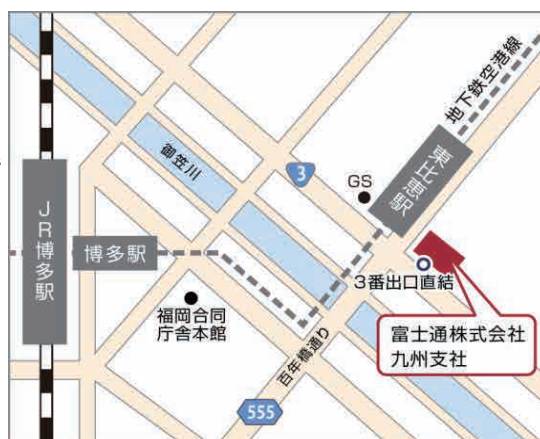 地下鉄空港線
御笠川
3
GS
東比恵駅
JR博多駅
博多駅
3番出口直結
福岡合同
庁舎本館
百年橋通り
富士通株式会社
九州支社
555